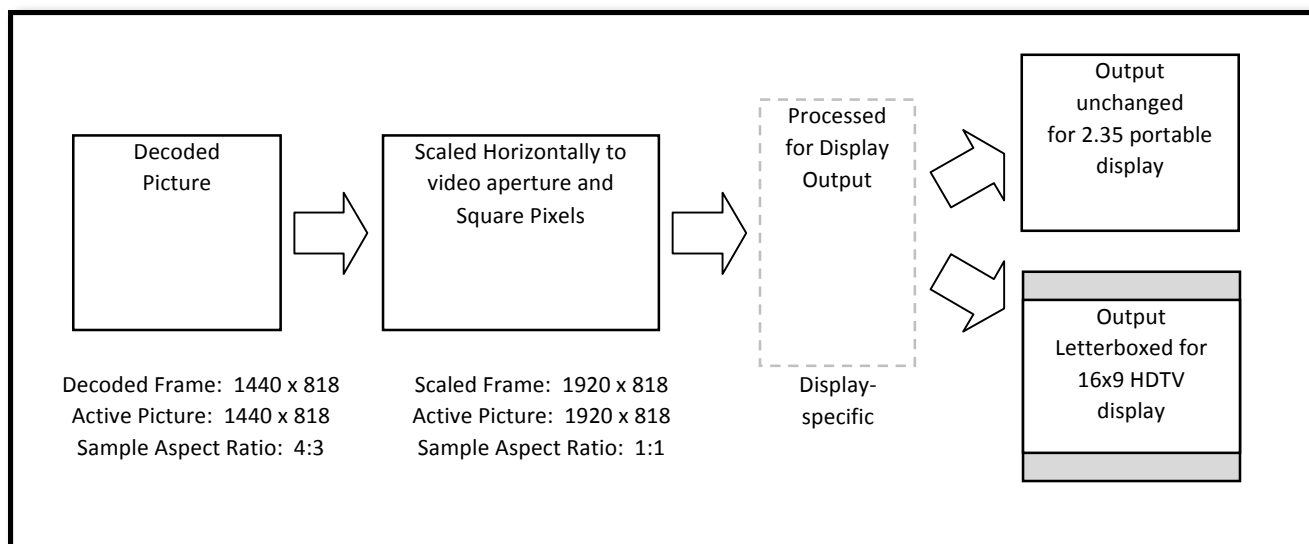 Decoded
Picture
Decoded Frame: 1440 x 818
Active Picture: 1440 x 818
Sample Aspect Ratio: 4:3
Scaled Horizontally to
video aperture and
Square Pixels
Scaled Frame: 1920 x 818
Active Picture: 1920 x 818
Sample Aspect Ratio: 1:1
Processed
for Display
Output
Display-
specific
Output
unchanged
for 2.35 portable
display
Output
Letterboxed for
16x9 HDTV
display